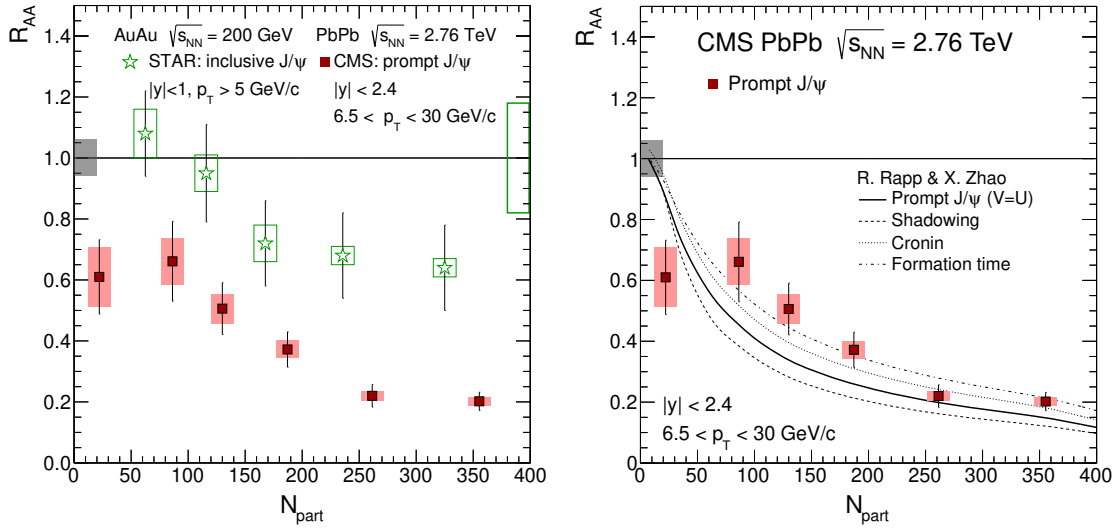 AuAu √s_NN = 200 GeV PbPb √s_NN = 2.76 TeV
STAR: inclusive J/ψ CMS: prompt J/ψ
|y|<1, p_T > 5 GeV/c |y| < 2.4
6.5 < p_T < 30 GeV/c
R_AA
1.4
1.2
1.0
0.8
0.6
0.4
0.2
0.0
0 50 100 150 200 250 300 350 400
N_part
CMS PbPb √s_NN = 2.76 TeV
Prompt J/ψ
R. Rapp & X. Zhao
Prompt J/ψ (V=U)
Shadowing
Cronin
Formation time
|y| < 2.4
6.5 < p_T < 30 GeV/c
R_AA
1.4
1.2
1
0.8
0.6
0.4
0.2
0
0 50 100 150 200 250 300 350 400
N_part